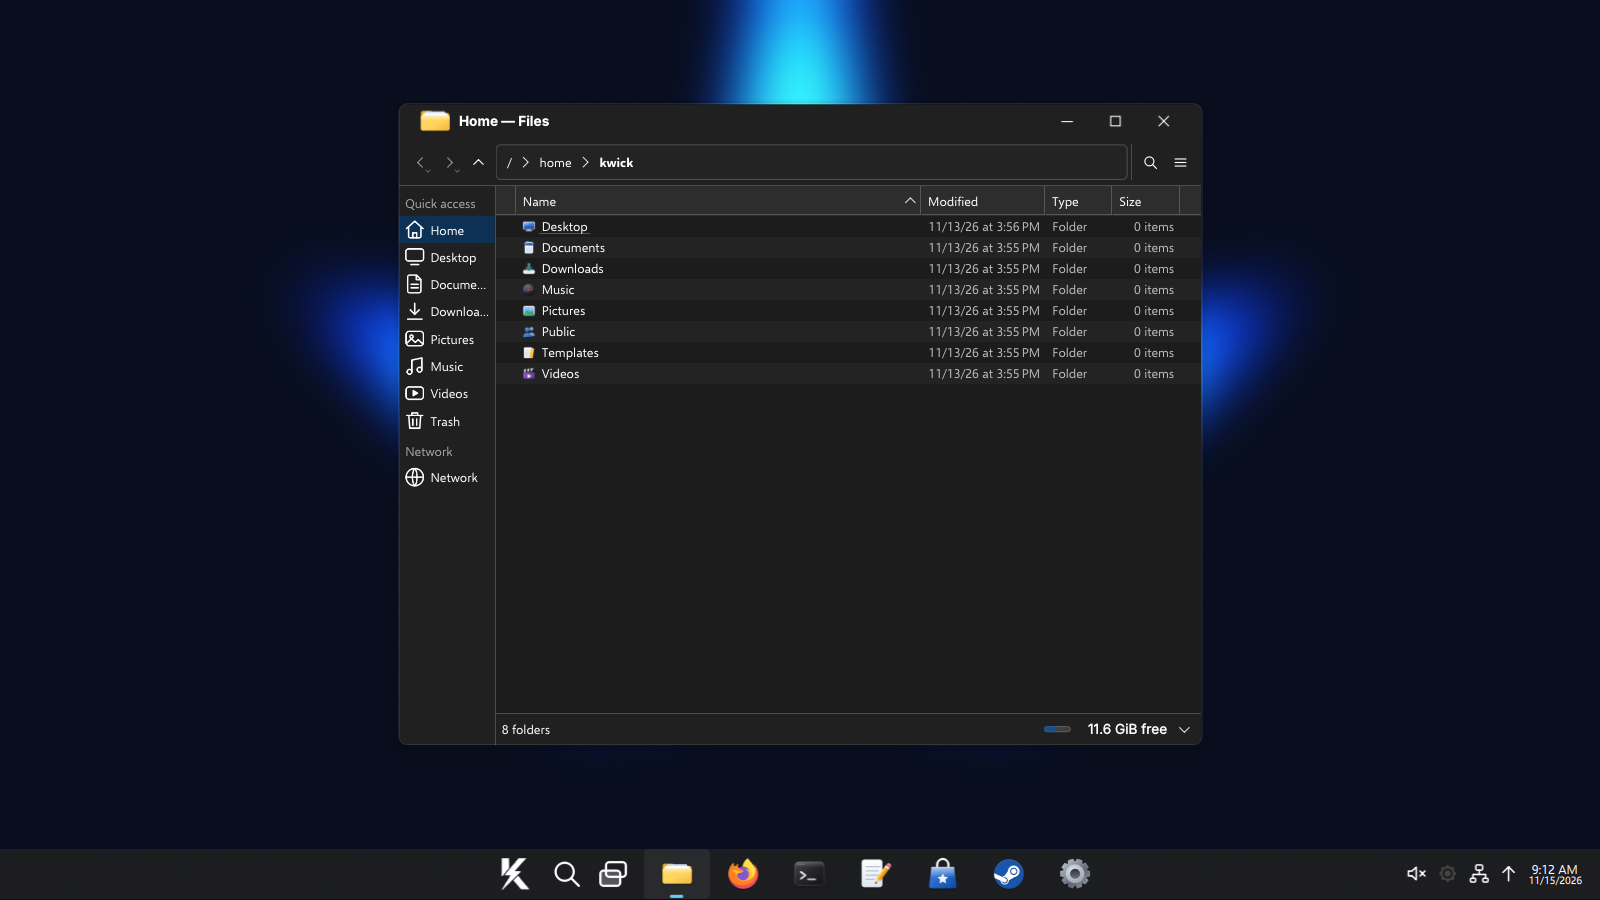 Home — Files
/ home kwick
Quick access
Home
Desktop
Docume...
Downloa...
Pictures
Music
Videos
Trash
Network
Network
Name Modified Type Size
Desktop 11/13/26 at 3:56 PM Folder 0 items
Documents 11/13/26 at 3:55 PM Folder 0 items
Downloads 11/13/26 at 3:55 PM Folder 0 items
Music 11/13/26 at 3:55 PM Folder 0 items
Pictures 11/13/26 at 3:55 PM Folder 0 items
Public 11/13/26 at 3:55 PM Folder 0 items
Templates 11/13/26 at 3:55 PM Folder 0 items
Videos 11/13/26 at 3:55 PM Folder 0 items
8 folders 11.6 GiB free
9:12 AM
11/15/2026